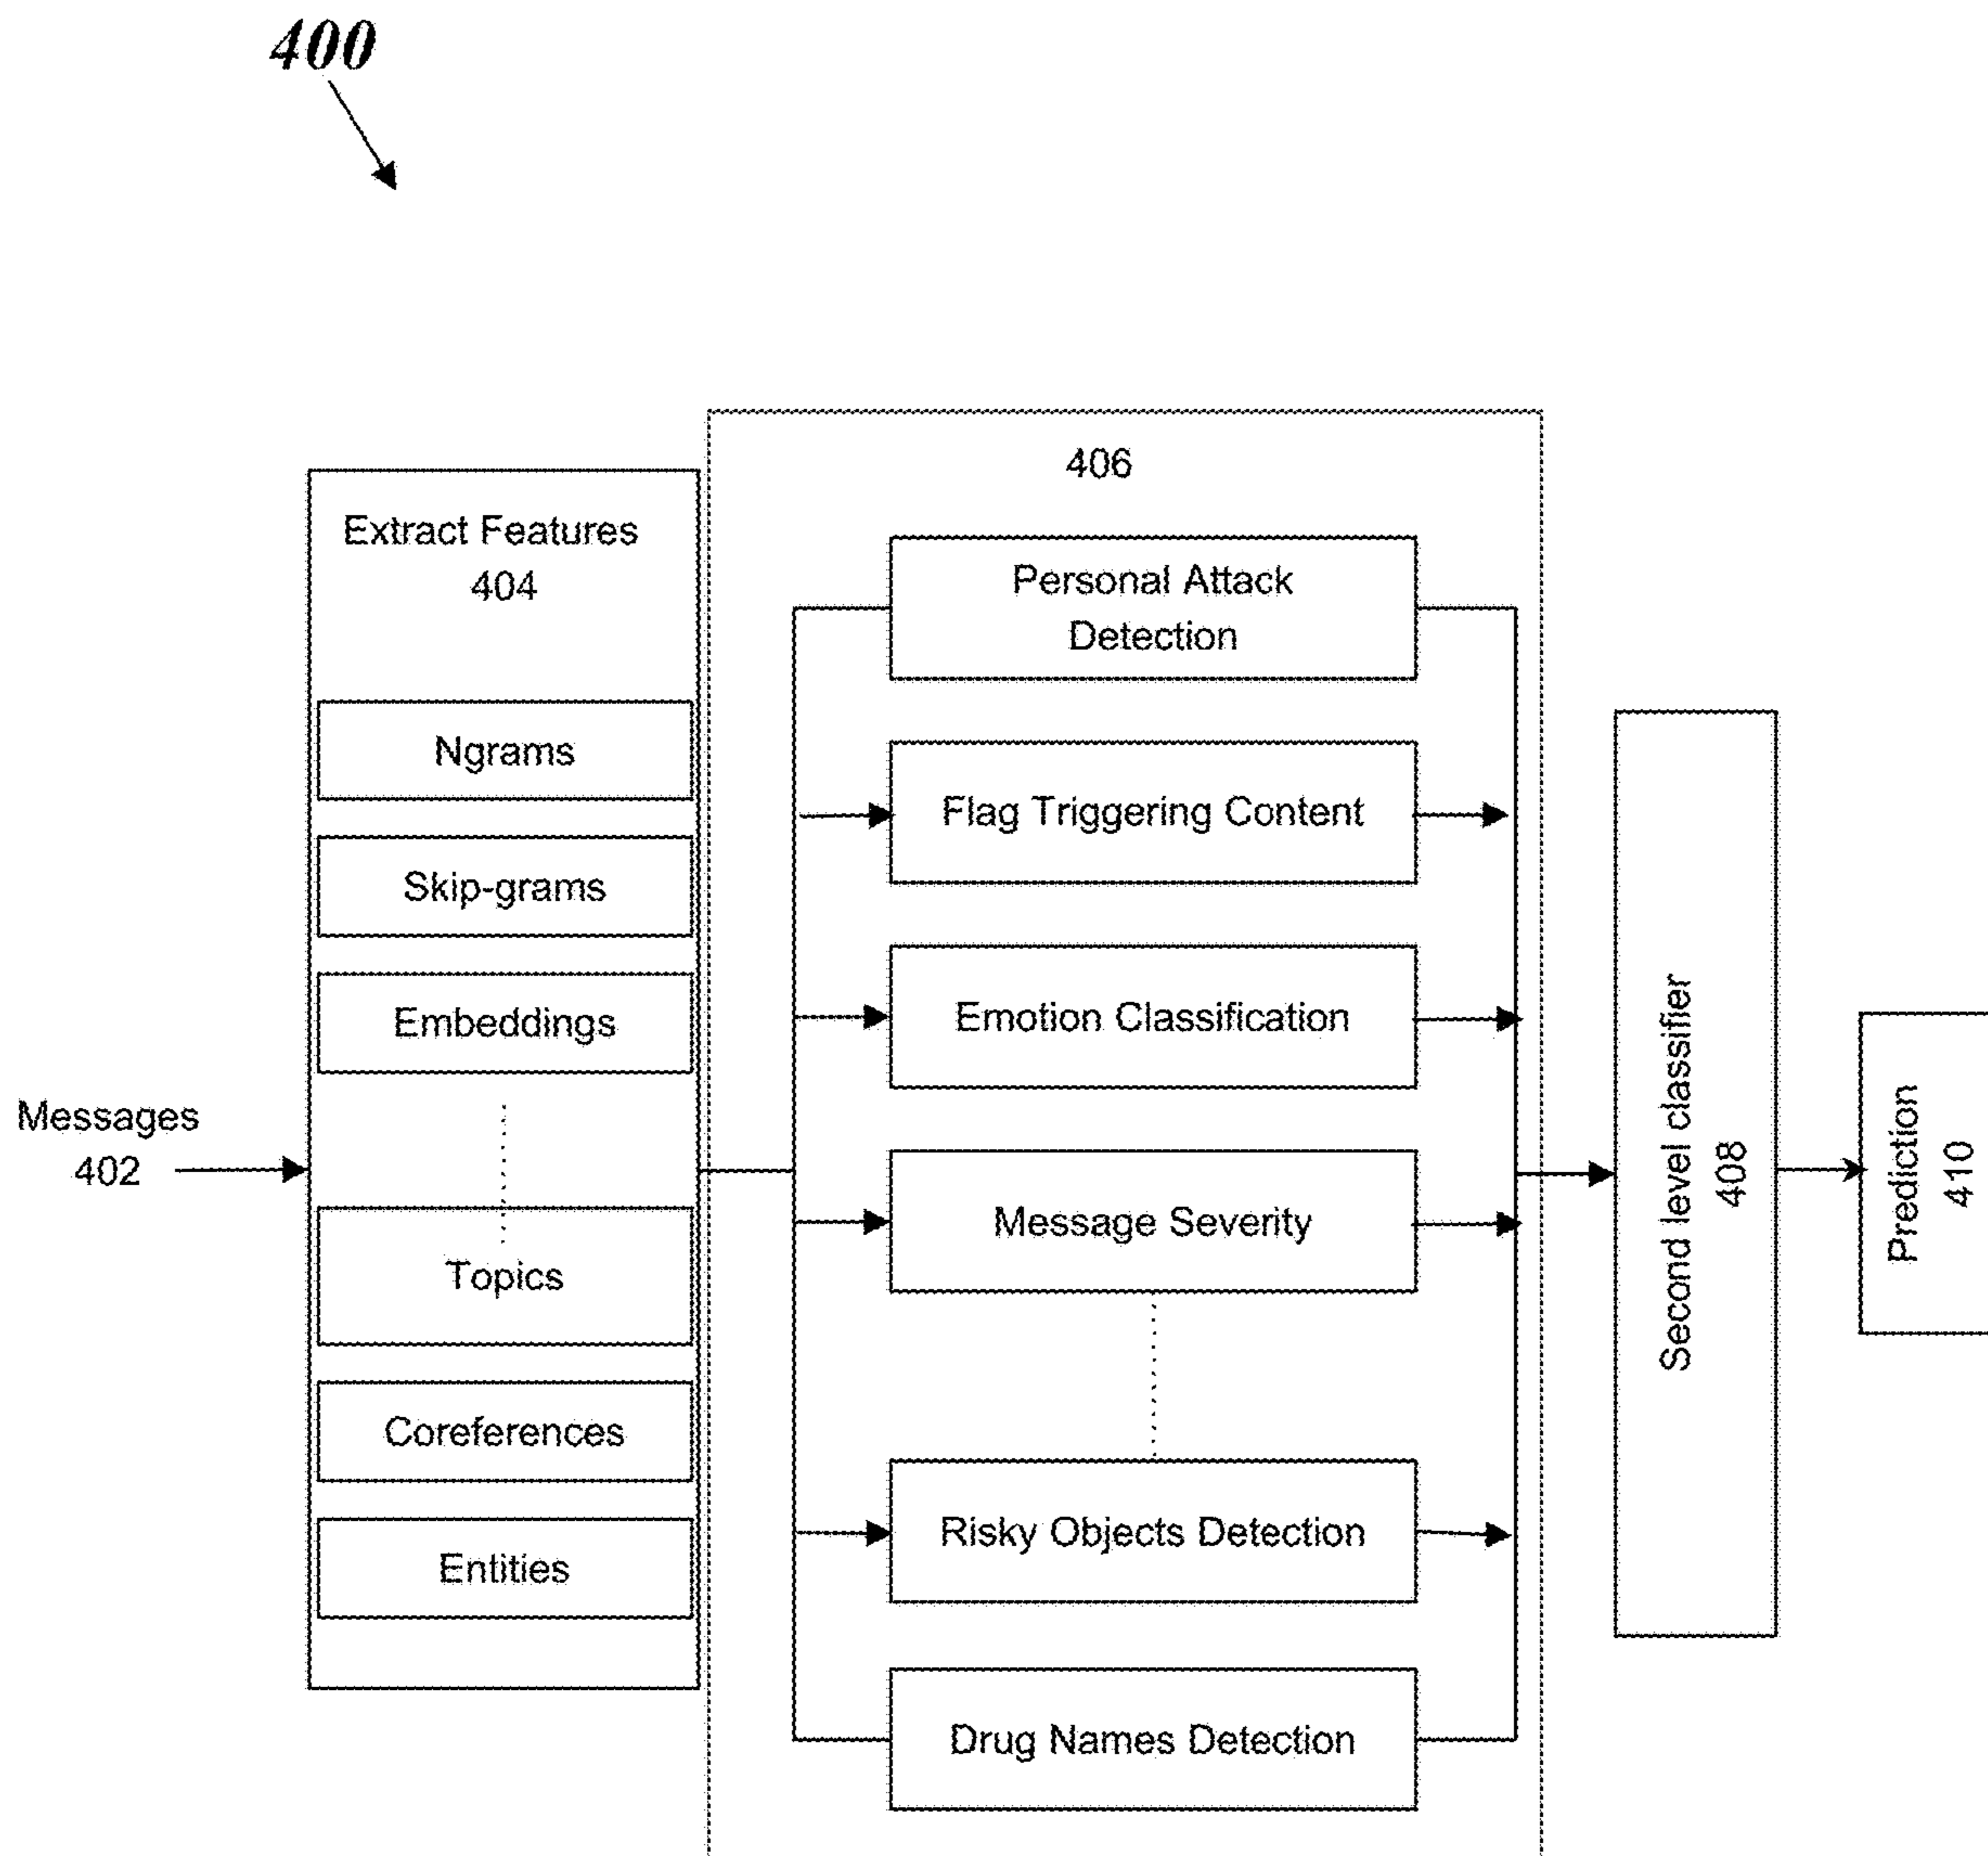 400
Messages
402
Extract Features
404
Ngrams
Skip-grams
Embeddings
Topics
Coreferences
Entities
406
Personal Attack
Detection
Flag Triggering Content
Emotion Classification
Message Severity
Risky Objects Detection
Drug Names Detection
Second level classifier
408
Prediction
410